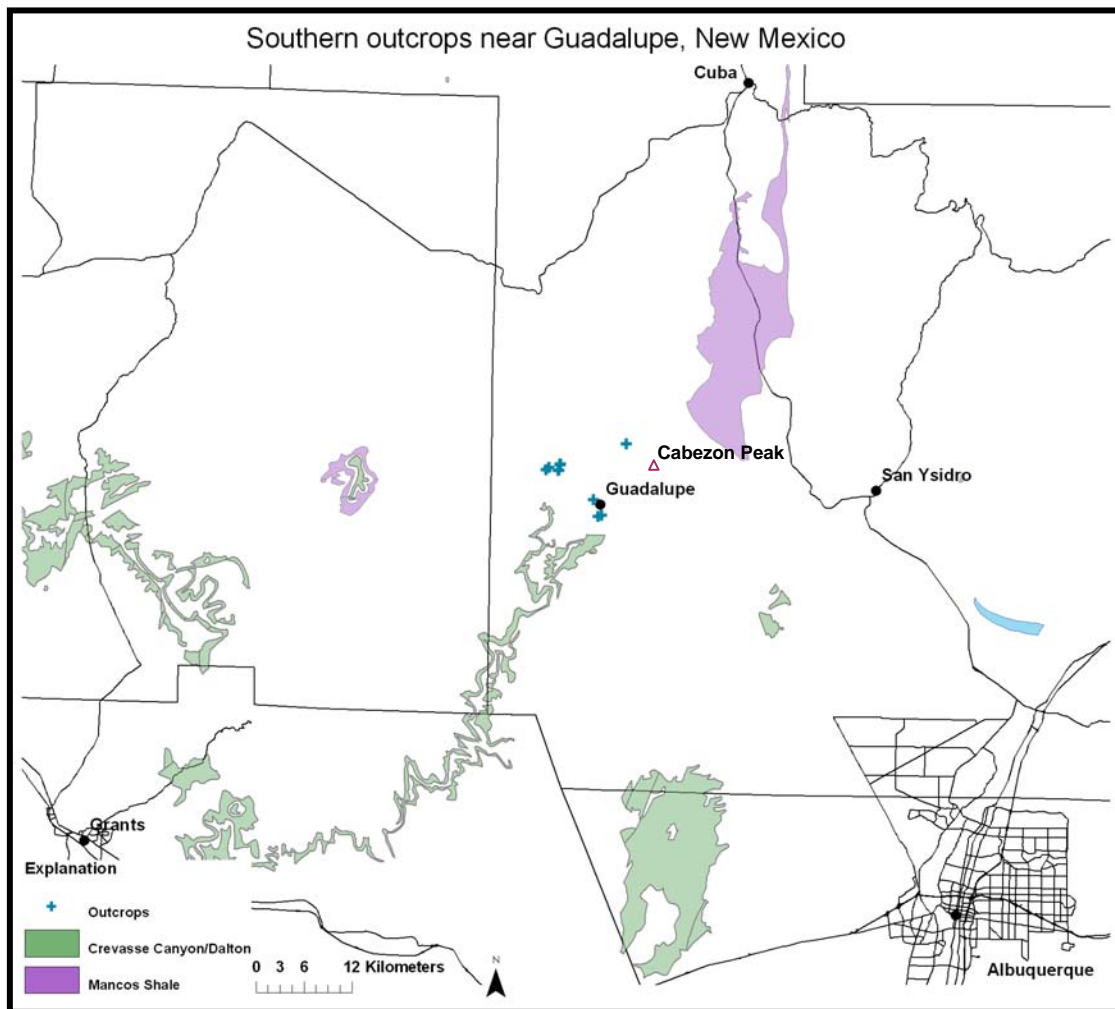 Southern outcrops near Guadalupe, New Mexico
Cuba
Cabezon Peak
San Ysidro
Guadalupe
Grants
Explanation
Outcrops
Crevasse Canyon/Dalton
Mancos Shale
0 3 6 12 Kilometers
N
Albuquerque